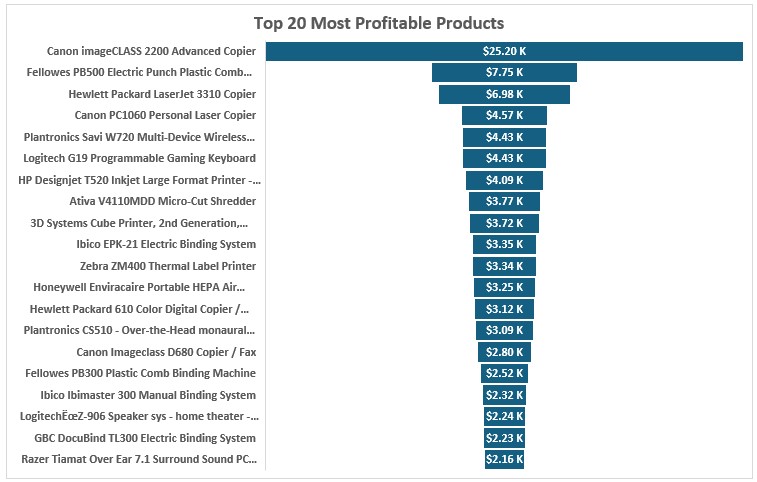 Top 20 Most Profitable Products
Canon imageCLASS 2200 Advanced Copier $25.20 K
Fellowes PB500 Electric Punch Plastic Comb... $7.75 K
Hewlett Packard LaserJet 3310 Copier $6.98 K
Canon PC1060 Personal Laser Copier $4.57 K
Plantronics Savi W720 Multi-Device Wireless... $4.43 K
Logitech G19 Programmable Gaming Keyboard $4.43 K
HP Designjet T520 Inkjet Large Format Printer -... $4.09 K
Ativa V4110MDD Micro-Cut Shredder $3.77 K
3D Systems Cube Printer, 2nd Generation,... $3.72 K
Ibico EPK-21 Electric Binding System $3.35 K
Zebra ZM400 Thermal Label Printer $3.34 K
Honeywell Enviracaire Portable HEPA Air... $3.25 K
Hewlett Packard 610 Color Digital Copier /... $3.12 K
Plantronics CS510 - Over-the-Head monaural... $3.09 K
Canon Imageclass D680 Copier / Fax $2.80 K
Fellowes PB300 Plastic Comb Binding Machine $2.52 K
Ibico Ibimaster 300 Manual Binding System $2.32 K
LogitechËœZ-906 Speaker sys - home theater -... $2.24 K
GBC DocuBind TL300 Electric Binding System $2.23 K
Razer Tiamat Over Ear 7.1 Surround Sound PC... $2.16 K